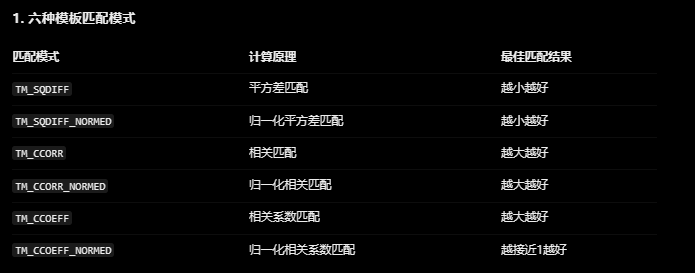 1. 六种模板匹配模式
匹配模式 计算原理 最佳匹配结果
TM_SQDIFF 平方差匹配 越小越好
TM_SQDIFF_NORMED 归一化平方差匹配 越小越好
TM_CCORR 相关匹配 越大越好
TM_CCORR_NORMED 归一化相关匹配 越大越好
TM_CCOEFF 相关系数匹配 越大越好
TM_CCOEFF_NORMED 归一化相关系数匹配 越接近1越好